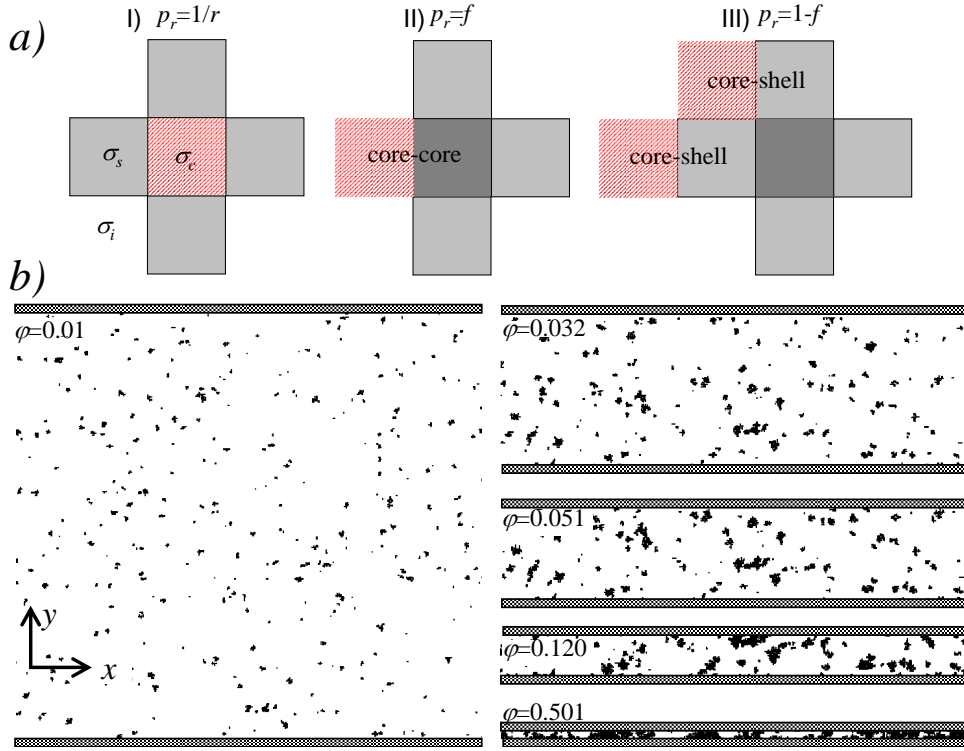 a)
I) p_r=1/r
II) p_r=f
III) p_r=1-f
core-shell
σ_s
σ_c
core-core
core-shell
σ_i
b)
φ=0.01
φ=0.032
φ=0.051
y
x
φ=0.120
φ=0.501